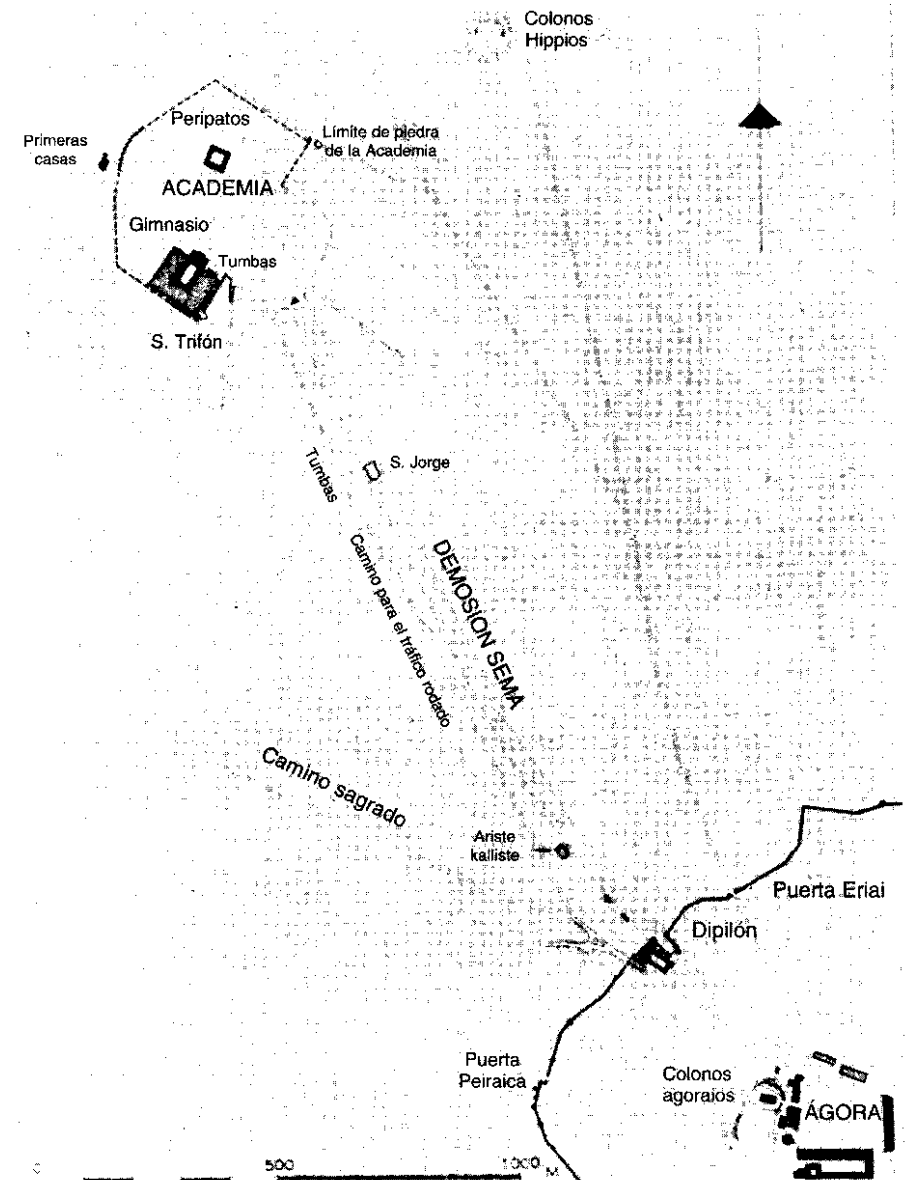 Colonos
Hippios
Peripatos
Primeras
casas
Límite de piedra
de la Academia
ACADEMIA
Gimnasio
Tumbas
S. Trifón
S. Jorge
Tumbas
Camino para el tráfico rodado
DEMOSION SEMA
Camino sagrado
Ariste
kalliste
Puerta Eriai
Dipilón
Puerta
Peiraica
Colonos
agoraios
ÁGORA
0 500 1000 M